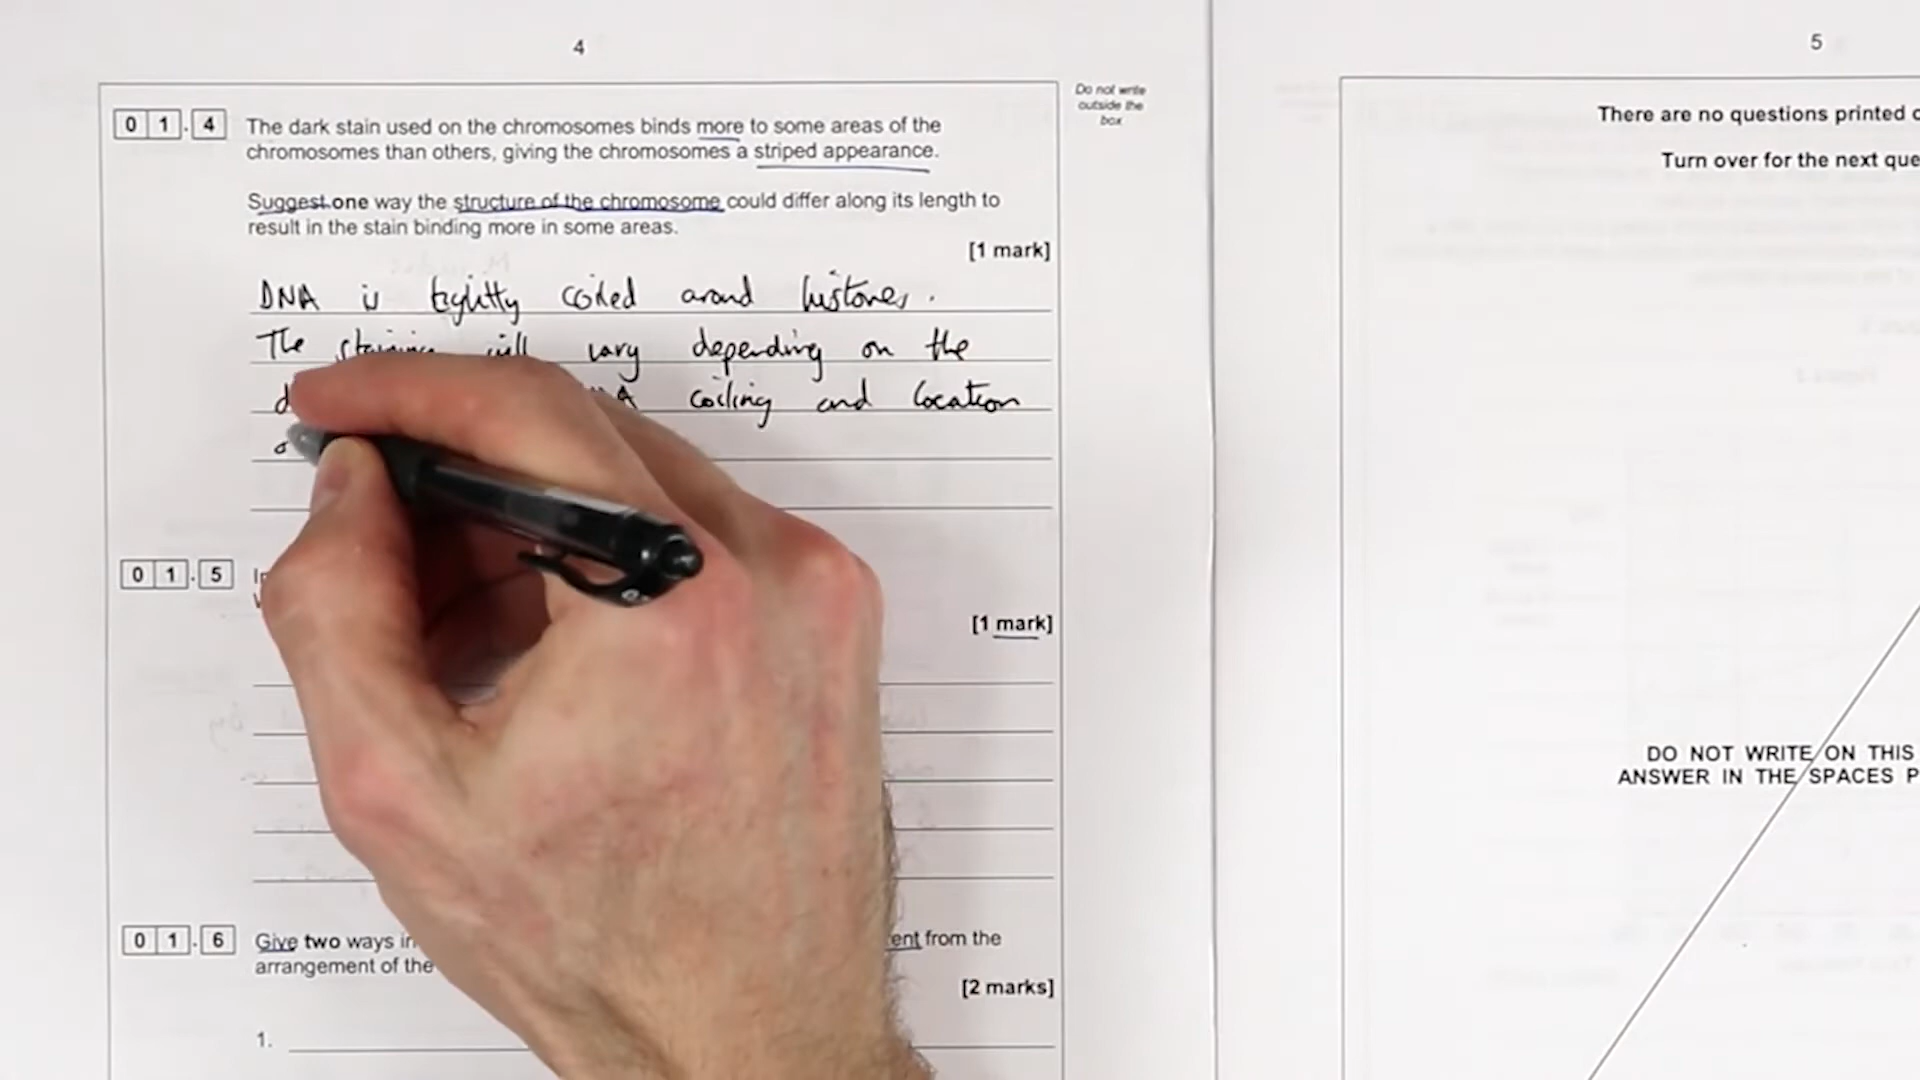 4
5
Do not write
outside the
box
0 1 . 4 The dark stain used on the chromosomes binds more to some areas of the
chromosomes than others, giving the chromosomes a striped appearance.
Suggest one way the structure of the chromosome could differ along its length to
result in the stain binding more in some areas.
[1 mark]
DNA is tightly coiled around histones.
The staining will vary depending on the
coiling and location
0 1 . 5
[1 mark]
0 1 . 6 Give two ways from the
arrangement of the
[2 marks]
1.
There are no questions printed
Turn over for the next
DO NOT WRITE ON THIS
ANSWER IN THE SPACES